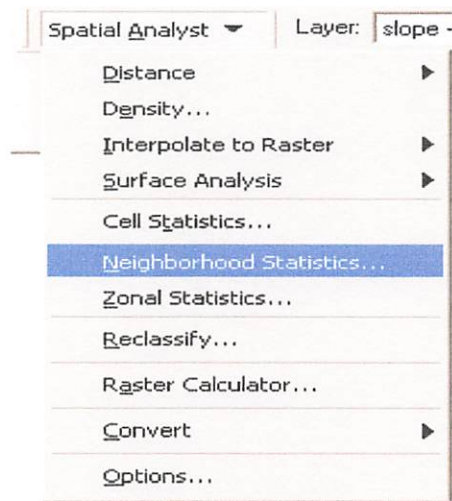 Spatial Analyst Layer: slope
Distance
Density...
Interpolate to Raster
Surface Analysis
Cell Statistics...
Neighborhood Statistics...
Zonal Statistics...
Reclassify...
Raster Calculator...
Convert
Options...